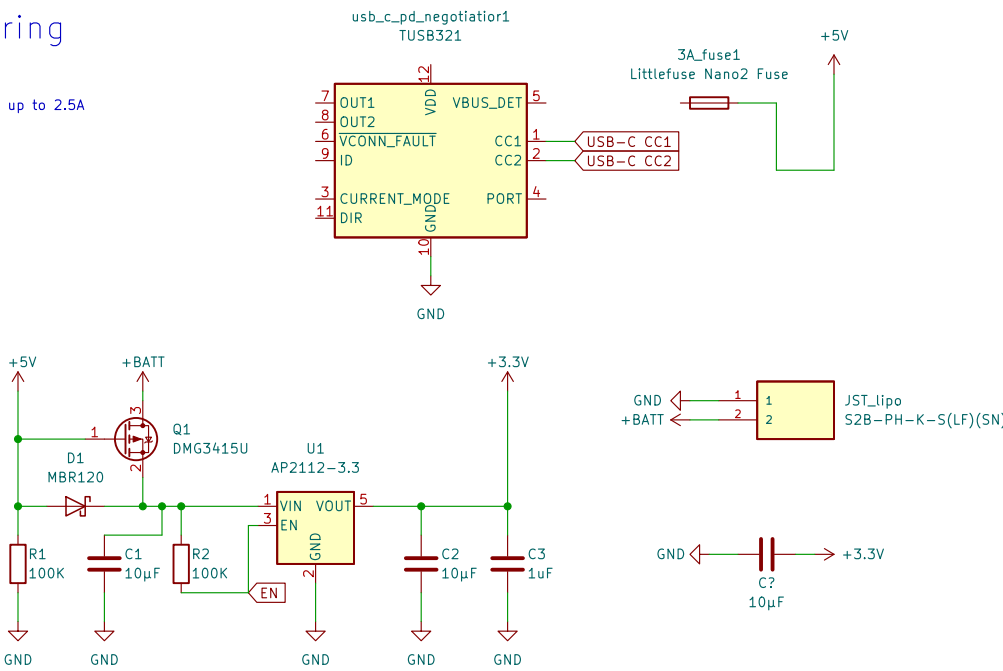 ring
up to 2.5A
usb_c_pd_negotiatior1
TUSB321
12
VDD
7 OUT1
8 OUT2
6 VCONN_FAULT
9 ID
3 CURRENT_MODE
11 DIR
VBUS_DET 5
CC1 1
CC2 2
PORT 4
GND
10
USB-C CC1
USB-C CC2
GND
3A_fuse1
Littlefuse Nano2 Fuse
+5V
+5V
+BATT
3
1
2
Q1
DMG3415U
D1
MBR120
R1
100K
C1
10µF
R2
100K
EN
U1
AP2112-3.3
1 VIN
3 EN
VOUT 5
GND
2
+3.3V
C2
10µF
C3
1uF
GND
GND
GND
GND
GND
GND 1 1
+BATT 2 2
JST_lipo
S2B-PH-K-S(LF)(SN)
GND
+3.3V
C?
10µF